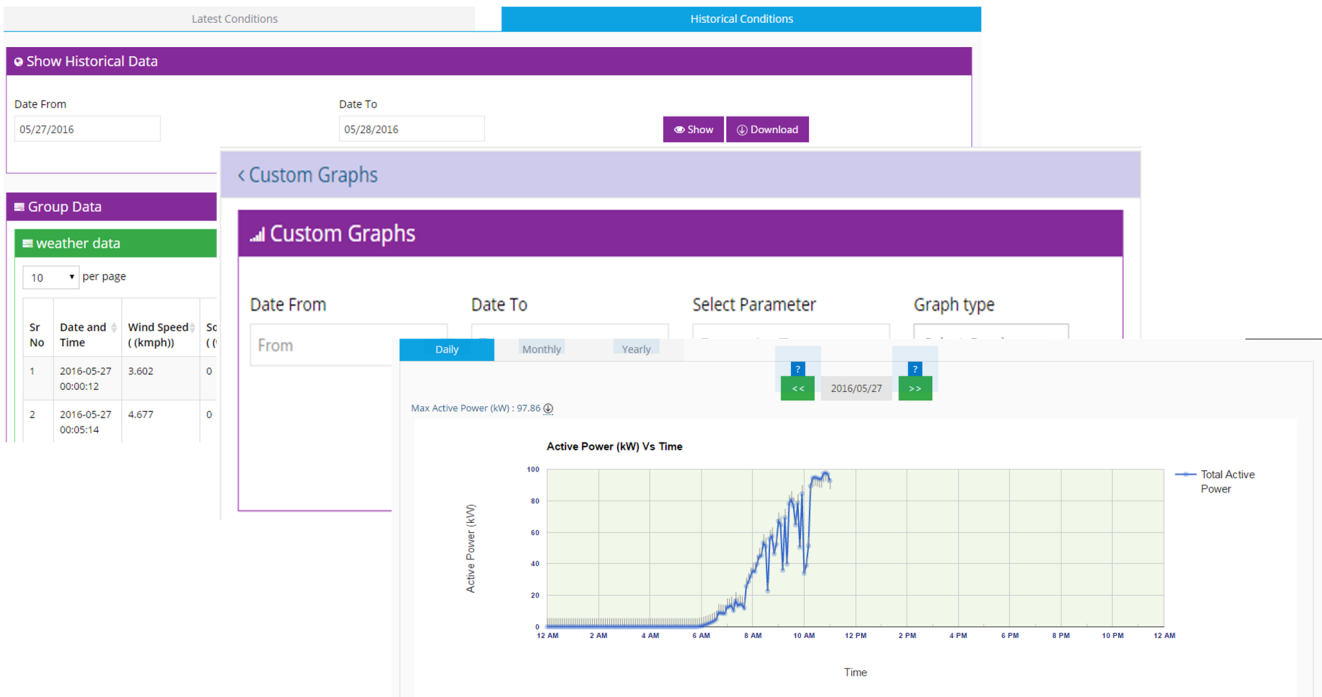 Latest Conditions
Historical Conditions
Show Historical Data
Date From
Date To
05/27/2016
05/28/2016
Show
Download
Group Data
weather data
10
per page
Sr No
Date and Time
Wind Speed ( (kmph))
1
2016-05-27 00:00:12
3.602
0
2
2016-05-27 00:05:14
4.677
0
< Custom Graphs
Custom Graphs
Date From
Date To
Select Parameter
Graph type
From
Daily
Monthly
Yearly
?
?
<<
2016/05/27
>>
Max Active Power (kW) : 97.86
Active Power (kW) Vs Time
Total Active
Power
Active Power (kW)
100
80
60
40
20
0
12 AM
2 AM
4 AM
6 AM
8 AM
10 AM
12 PM
2 PM
4 PM
6 PM
8 PM
10 PM
12 AM
Time